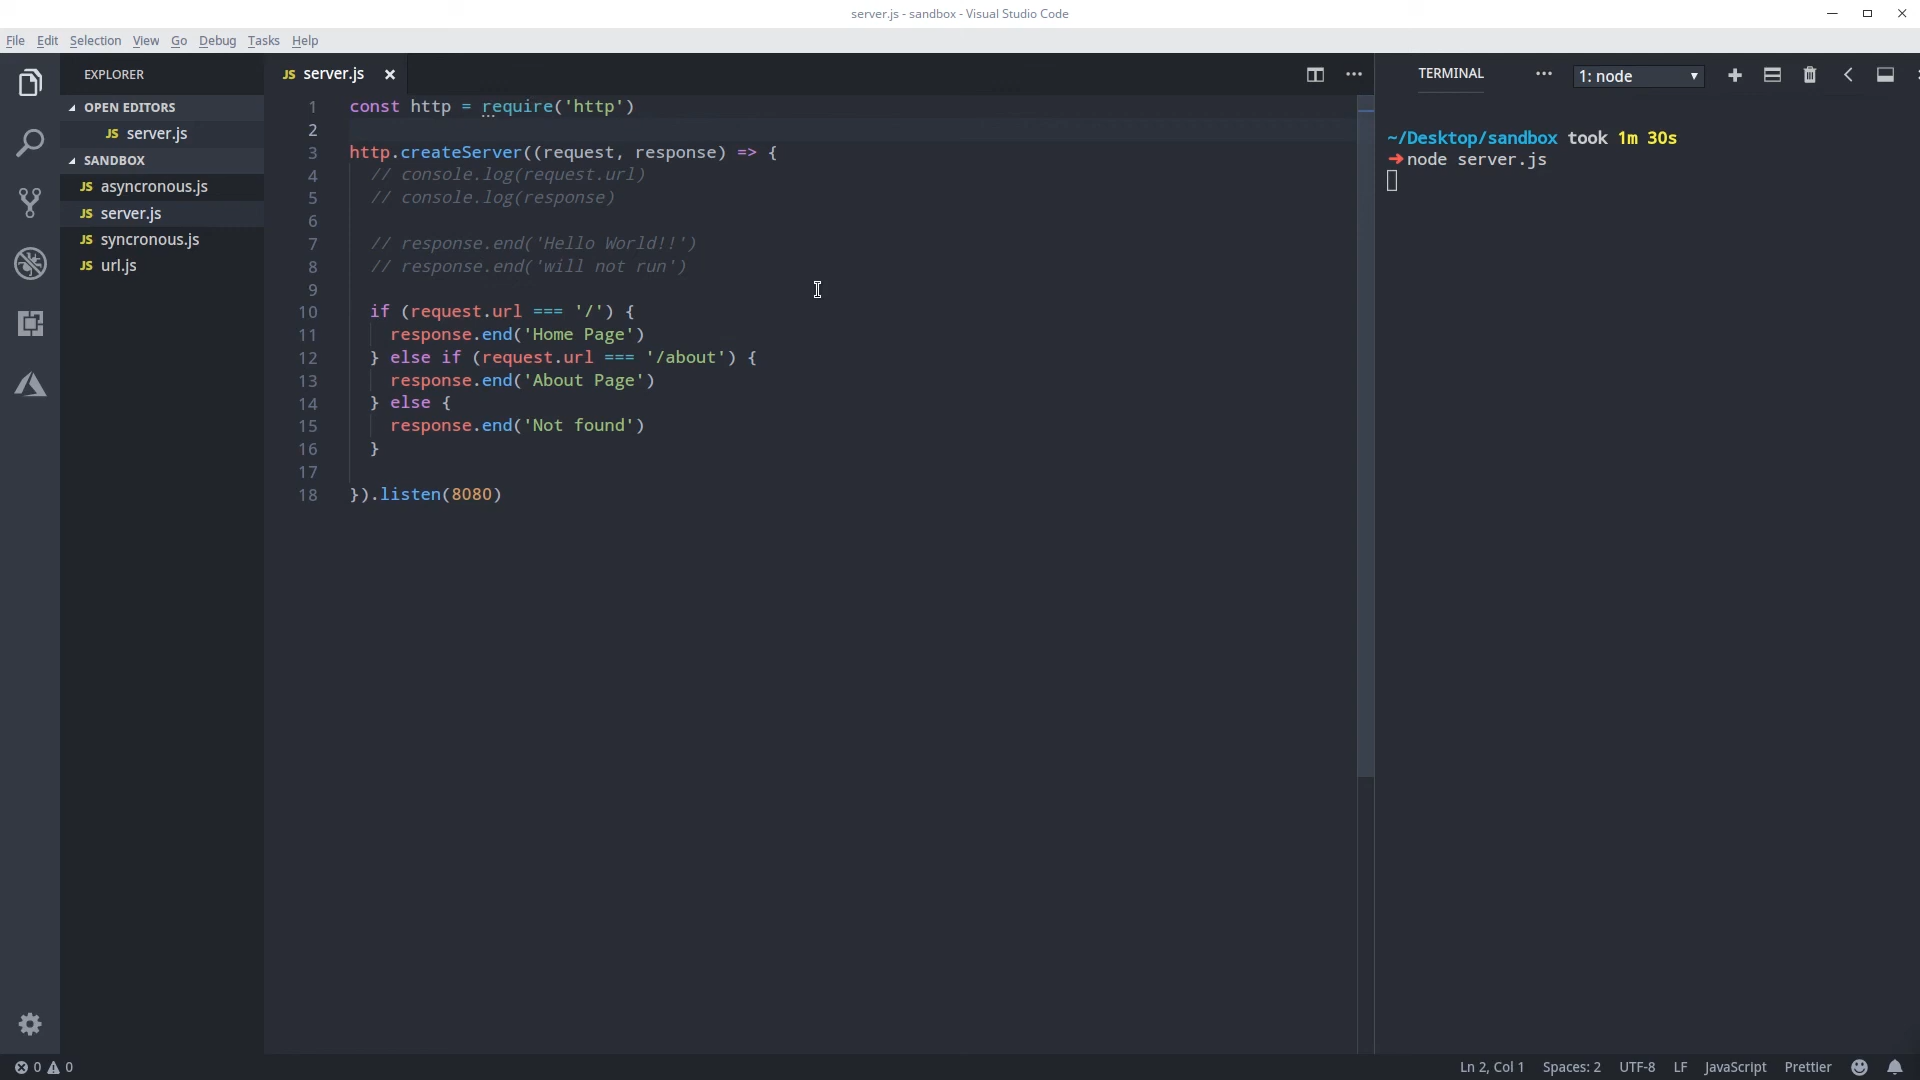 server.js - sandbox - Visual Studio Code
File Edit Selection View Go Debug Tasks Help
EXPLORER
OPEN EDITORS
JS server.js
SANDBOX
JS asyncronous.js
JS server.js
JS syncronous.js
JS url.js
JS server.js
1 const http = require('http')
2
3 http.createServer((request, response) => {
4 // console.log(request.url)
5 // console.log(response)
6
7 // response.end('Hello World!!')
8 // response.end('will not run')
9
10 if (request.url === '/') {
11 response.end('Home Page')
12 } else if (request.url === '/about') {
13 response.end('About Page')
14 } else {
15 response.end('Not found')
16 }
17
18 }).listen(8080)
TERMINAL
1: node
~/Desktop/sandbox took 1m 30s
➜ node server.js
0 0
Ln 2, Col 1 Spaces: 2 UTF-8 LF JavaScript Prettier